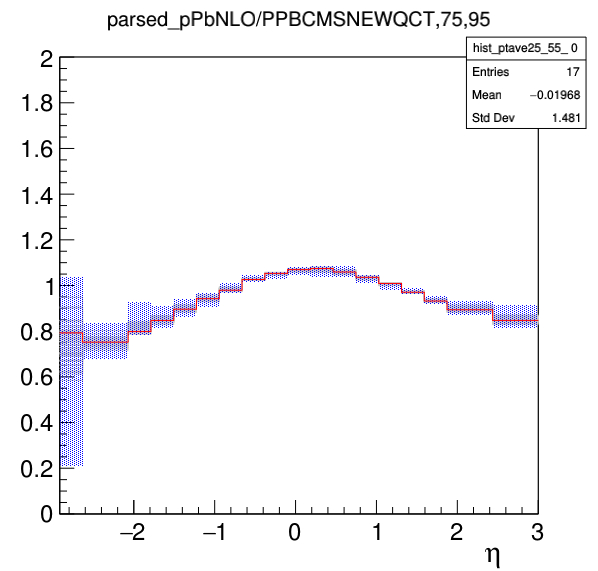 parsed_pPbNLO/PPBCMSNEWQCT,75,95
hist_ptave25_55_ 0
Entries 17
Mean −0.01968
Std Dev 1.481
2
1.8
1.6
1.4
1.2
1
0.8
0.6
0.4
0.2
0
−2 −1 0 1 2 3
η